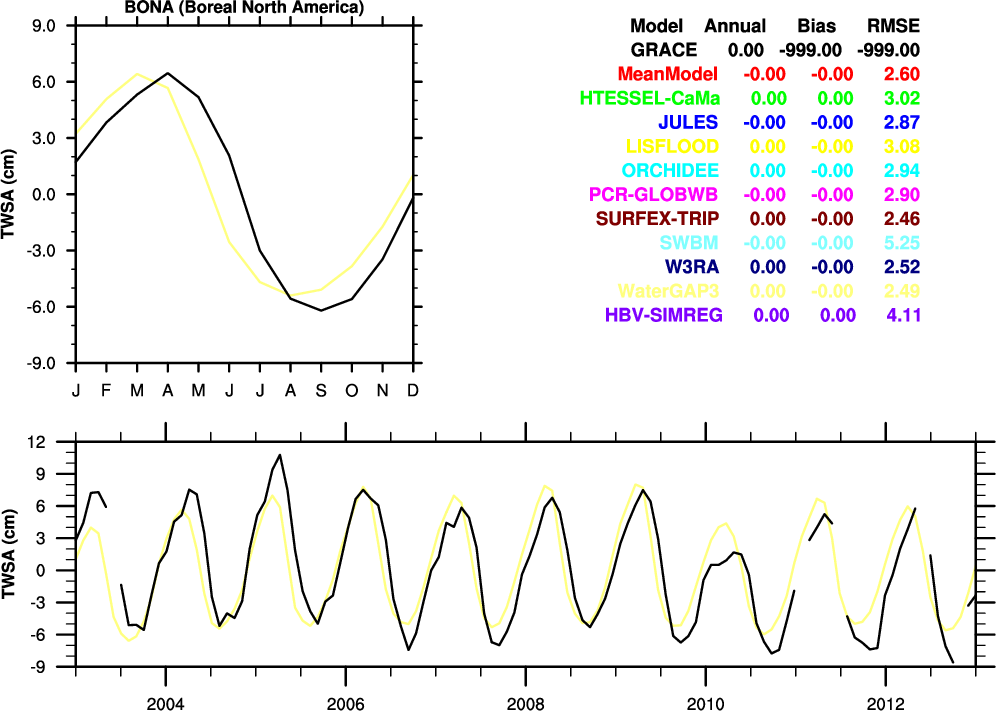 BONA (Boreal North America)
9.0
6.0
3.0
0.0
-3.0
-6.0
-9.0
TWSA (cm)
J F M A M J J A S O N D
Model Annual Bias RMSE
GRACE 0.00 -999.00 -999.00
MeanModel -0.00 -0.00 2.60
HTESSEL-CaMa 0.00 0.00 3.02
JULES -0.00 -0.00 2.87
LISFLOOD 0.00 -0.00 3.08
ORCHIDEE 0.00 -0.00 2.94
PCR-GLOBWB -0.00 -0.00 2.90
SURFEX-TRIP 0.00 -0.00 2.46
SWBM -0.00 -0.00 5.25
W3RA 0.00 -0.00 2.52
WaterGAP3 0.00 -0.00 2.49
HBV-SIMREG 0.00 0.00 4.11
12
9
6
3
0
-3
-6
-9
TWSA (cm)
2004 2006 2008 2010 2012